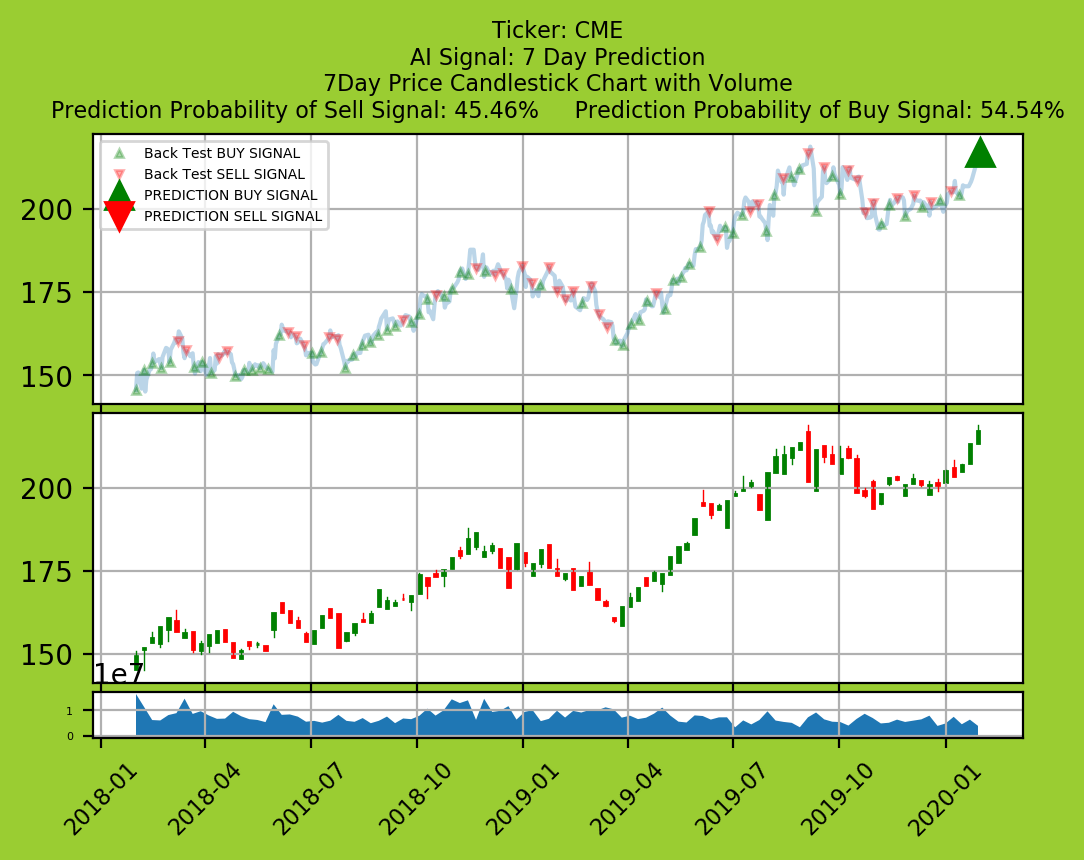 Ticker: CME
AI Signal: 7 Day Prediction
7Day Price Candlestick Chart with Volume
Prediction Probability of Sell Signal: 45.46% Prediction Probability of Buy Signal: 54.54%
Back Test BUY SIGNAL
Back Test SELL SIGNAL
PREDICTION BUY SIGNAL
PREDICTION SELL SIGNAL
200
175
150
200
175
150
1e7
1
0
2018-01 2018-04 2018-07 2018-10 2019-01 2019-04 2019-07 2019-10 2020-01